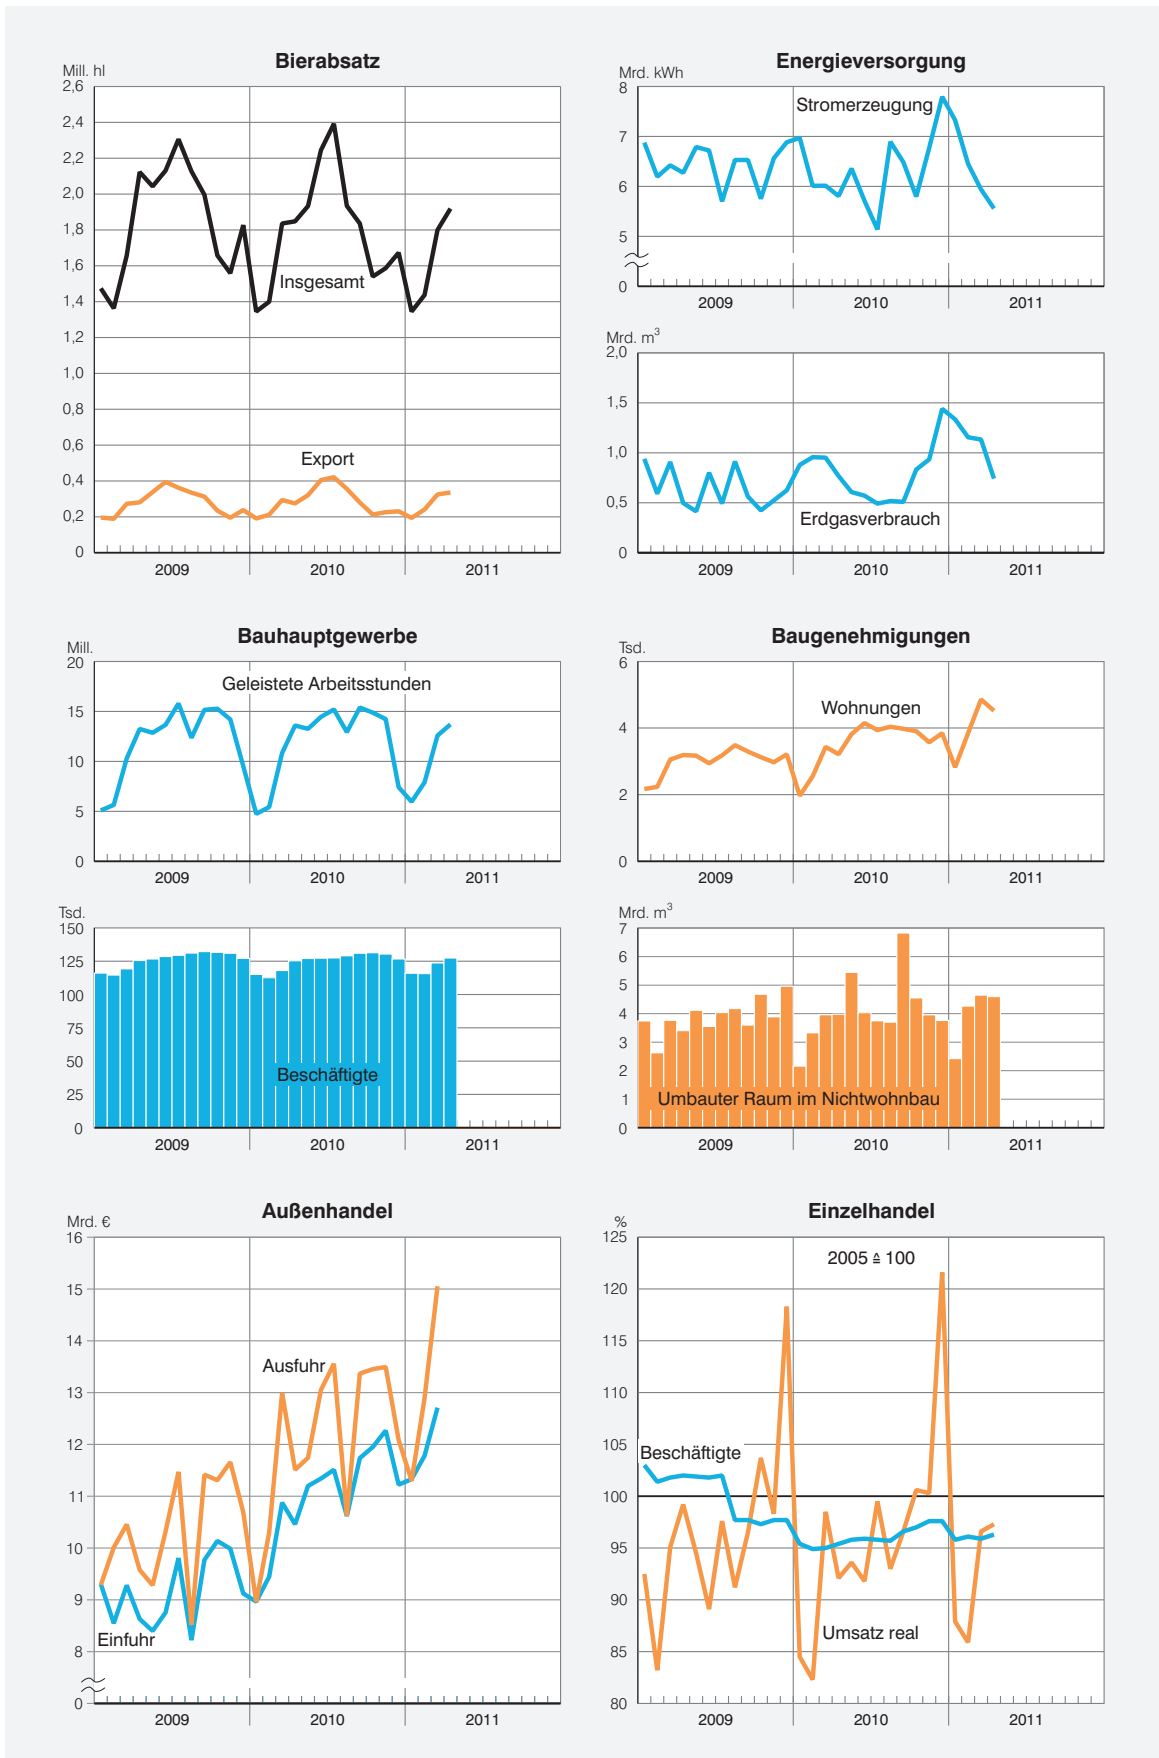 Bierabsatz
Mill. hl
2,6
2,4
2,2
2,0
1,8
1,6
1,4
1,2
1,0
0,8
0,6
0,4
0,2
0
Insgesamt
Export
2009 2010 2011
Energieversorgung
Mrd. kWh
8
7
6
5
0
Stromerzeugung
2009 2010 2011
Mrd. m³
2,0
1,5
1,0
0,5
0
Erdgasverbrauch
2009 2010 2011
Bauhauptgewerbe
Mill.
20
15
10
5
0
Geleistete Arbeitsstunden
2009 2010 2011
Tsd.
150
125
100
75
50
25
0
Beschäftigte
2009 2010 2011
Baugenehmigungen
Tsd.
6
4
2
0
Wohnungen
2009 2010 2011
Mrd. m³
7
6
5
4
3
2
1
0
Umbauter Raum im Nichtwohnbau
2009 2010 2011
Außenhandel
Mrd. €
16
15
14
13
12
11
10
9
8
0
Ausfuhr
Einfuhr
2009 2010 2011
Einzelhandel
%
125
120
115
110
105
100
95
90
85
80
2005 ≙ 100
Beschäftigte
Umsatz real
2009 2010 2011